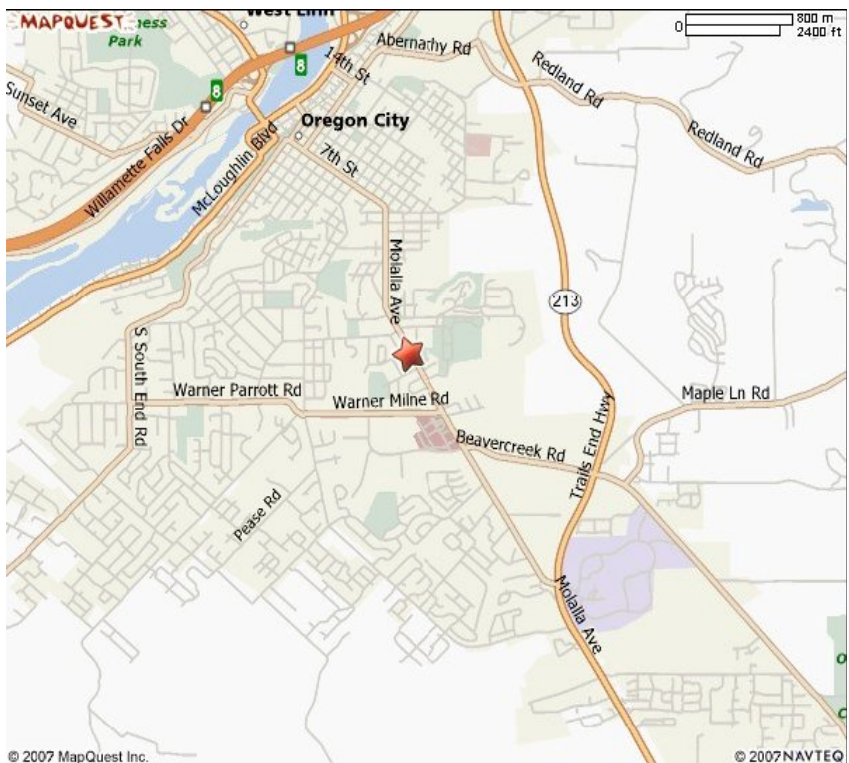 West Linn
MAPQUEST
ness
Park
0
800 m
2400 ft
Abernathy Rd
14th St
8
8
Redland Rd
Sunset Ave
Oregon City
Redland Rd
Willamette Falls Dr
McLoughlin Blvd
7th St
Molalla Ave
213
S South End Rd
Warner Parrott Rd
Warner Milne Rd
Maple Ln Rd
Beavercreek Rd
Trails End Hwy
Pease Rd
Molalla Ave
O
C
© 2007 MapQuest Inc.
© 2007 NAVTEQ